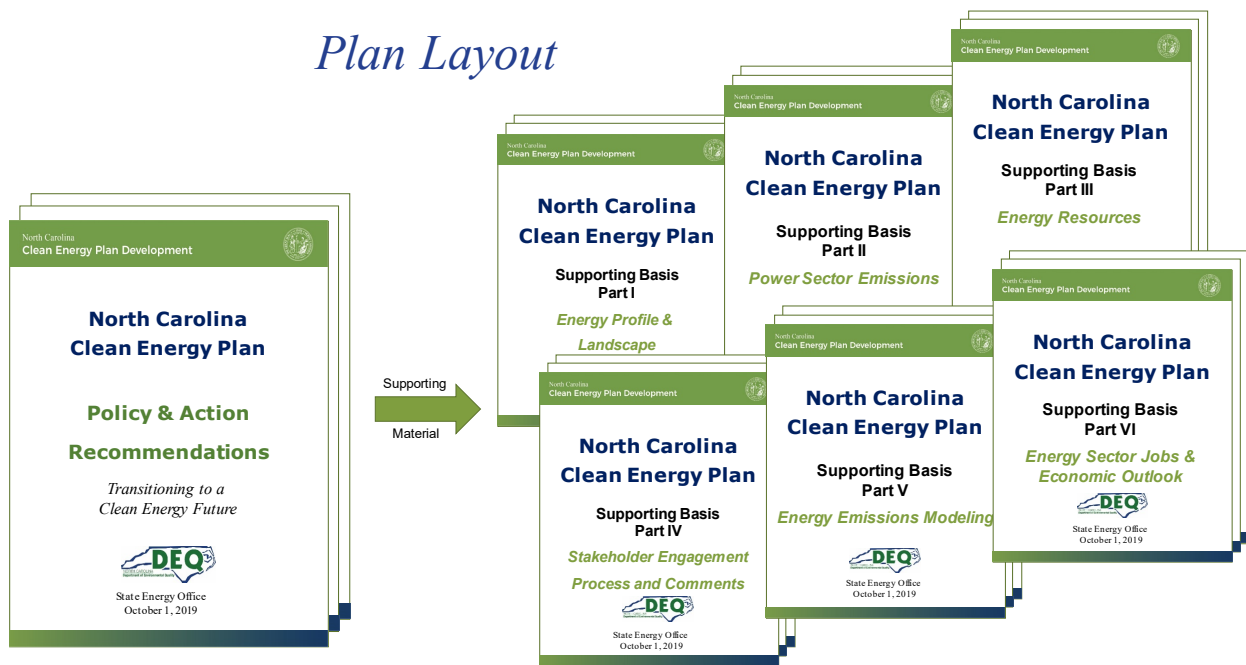 Plan Layout
North Carolina
Clean Energy Plan Development
North Carolina
Clean Energy Plan
Policy & Action
Recommendations
Transitioning to a
Clean Energy Future
DEQ
Department of Environmental Quality
State Energy Office
October 1, 2019
Supporting
Material
North Carolina
Clean Energy Plan Development
North Carolina
Clean Energy Plan
Supporting Basis
Part I
Energy Profile &
Landscape
North Carolina
Clean Energy Plan Development
North Carolina
Clean Energy Plan
Supporting Basis
Part II
Power Sector Emissions
North Carolina
Clean Energy Plan Development
North Carolina
Clean Energy Plan
Supporting Basis
Part III
Energy Resources
North Carolina
Clean Energy Plan Development
North Carolina
Clean Energy Plan
Supporting Basis
Part IV
Stakeholder Engagement
Process and Comments
DEQ
State Energy Office
October 1, 2019
North Carolina
Clean Energy Plan Development
North Carolina
Clean Energy Plan
Supporting Basis
Part V
Energy Emissions Modeling
DEQ
State Energy Office
October 1, 2019
North Carolina
Clean Energy Plan Development
North Carolina
Clean Energy Plan
Supporting Basis
Part VI
Energy Sector Jobs &
Economic Outlook
DEQ
State Energy Office
October 1, 2019